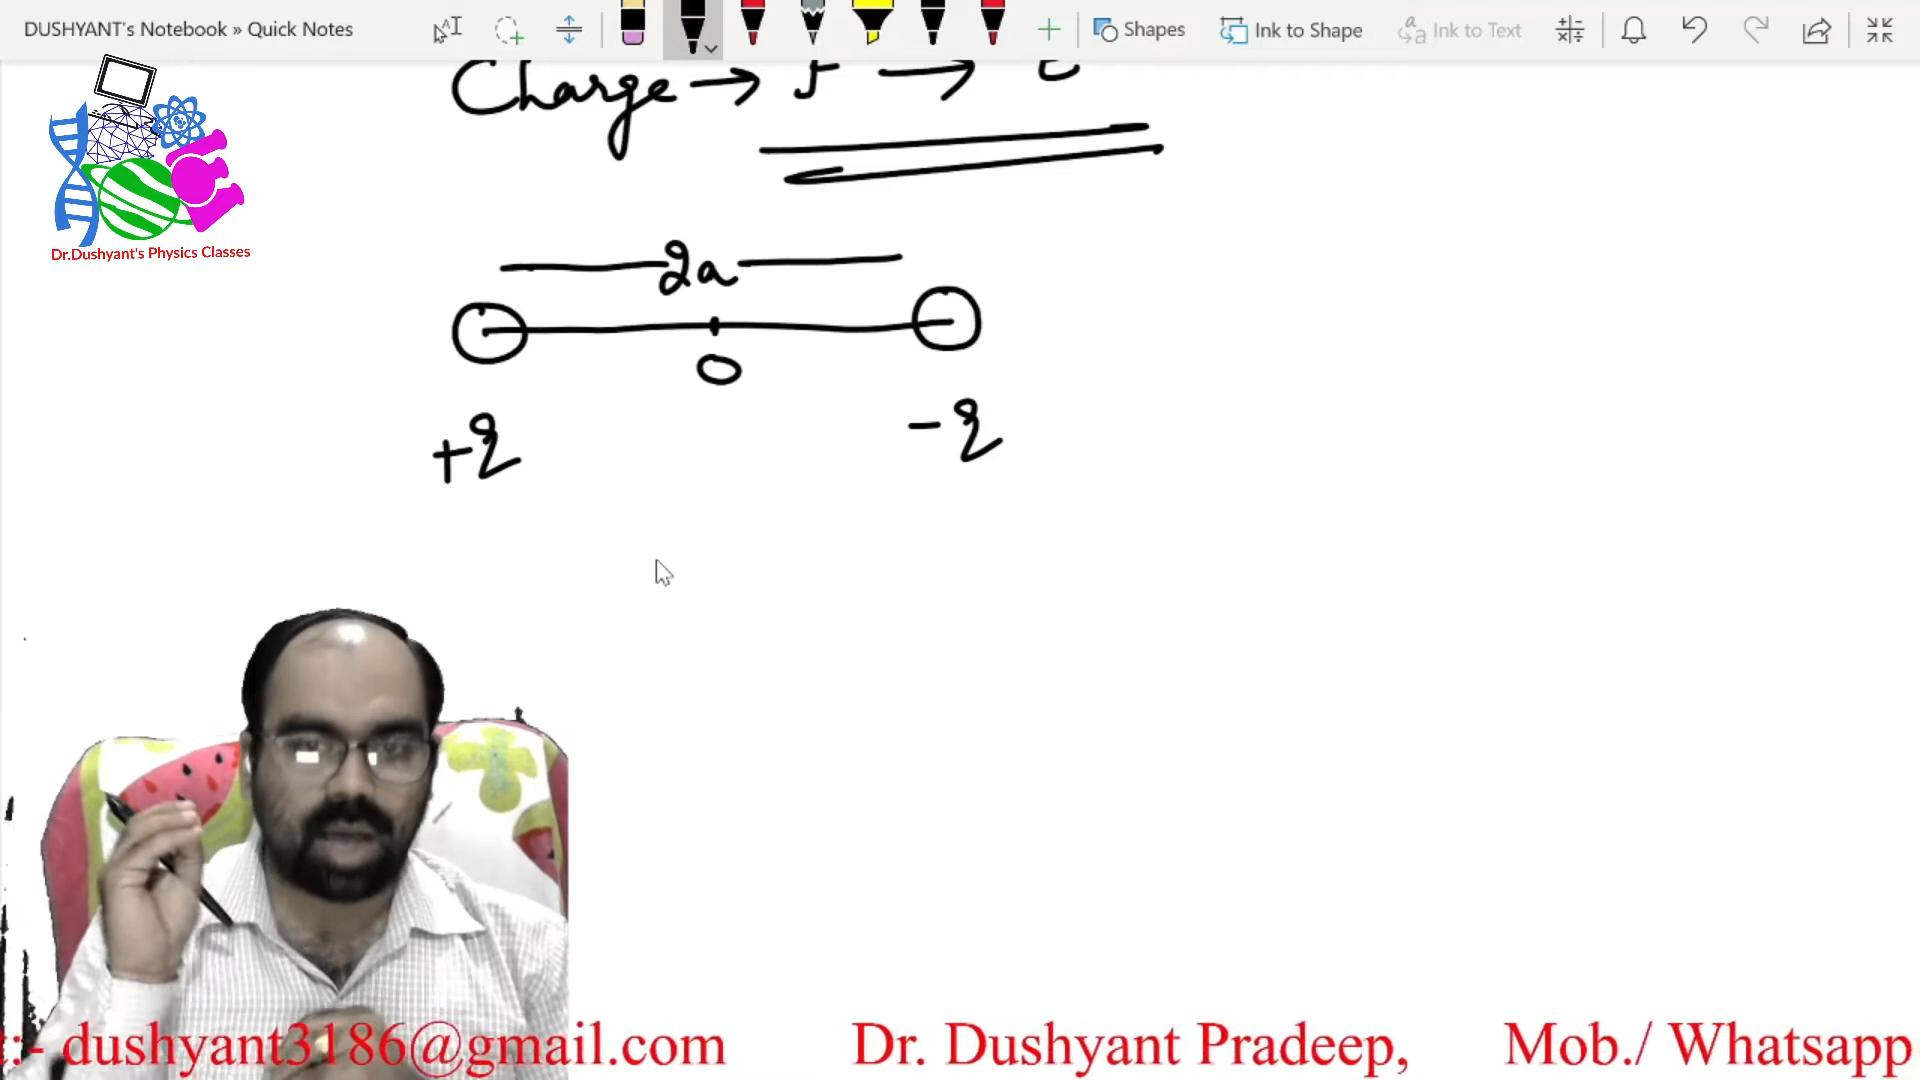 DUSHYANT's Notebook » Quick Notes
Shapes
Ink to Shape
Ink to Text
Charge →
Dr.Dushyant's Physics Classes
2a
O
+q
-q
:- dushyant3186@gmail.com Dr. Dushyant Pradeep, Mob./ Whatsapp